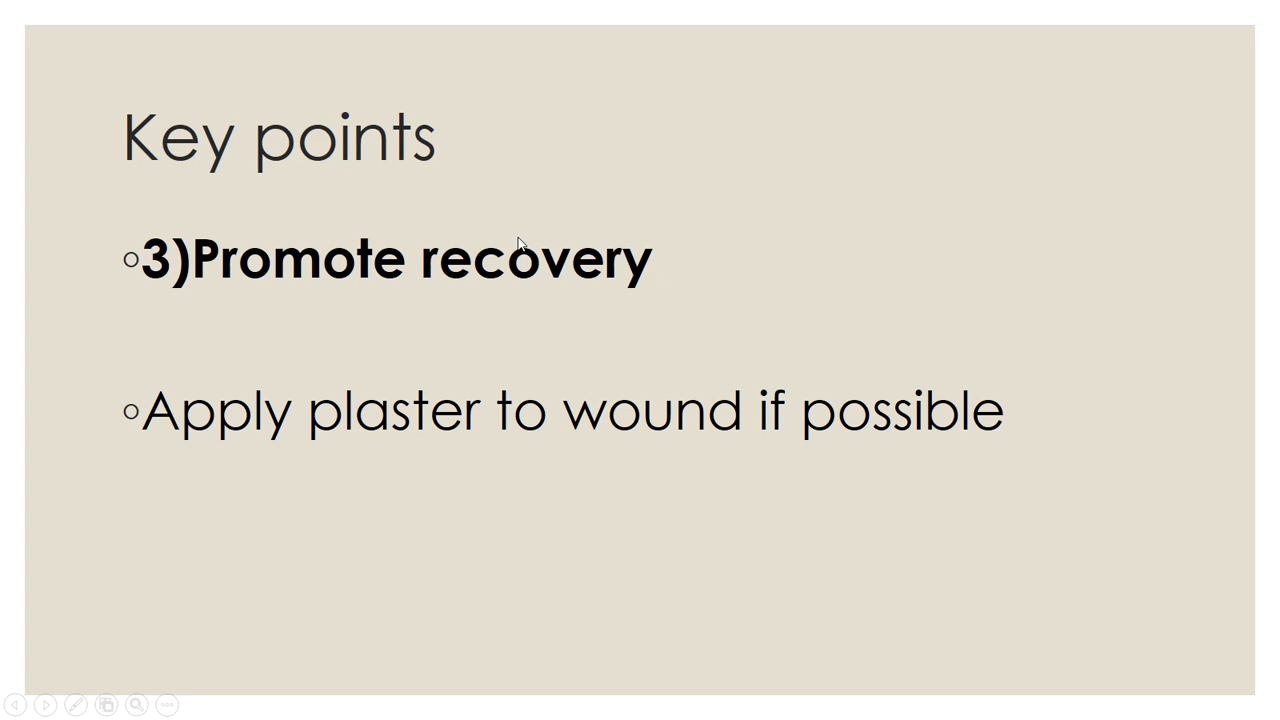 Key points
◦3)Promote recovery
◦Apply plaster to wound if possible